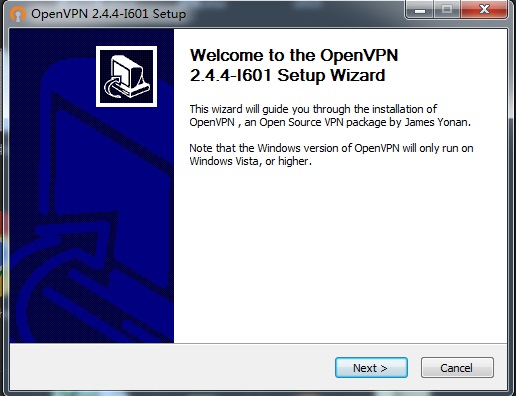 OpenVPN 2.4.4-I601 Setup
Welcome to the OpenVPN
2.4.4-I601 Setup Wizard
This wizard will guide you through the installation of
OpenVPN , an Open Source VPN package by James Yonan.
Note that the Windows version of OpenVPN will only run on
Windows Vista, or higher.
Next >
Cancel